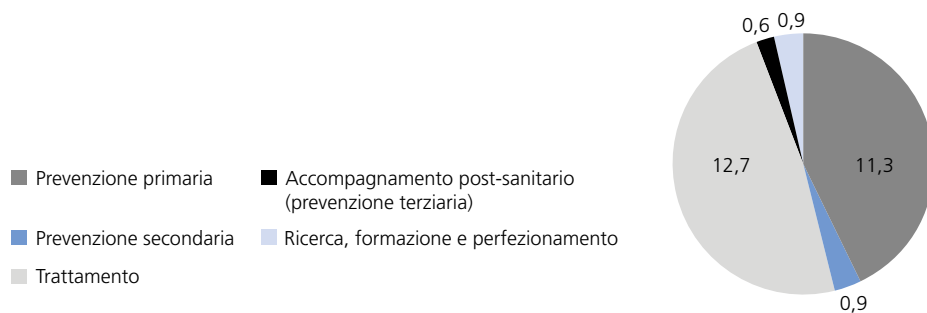 0,6 0,9
12,7 11,3
0,9
Prevenzione primaria
Prevenzione secondaria
Trattamento
Accompagnamento post-sanitario
(prevenzione terziaria)
Ricerca, formazione e perfezionamento